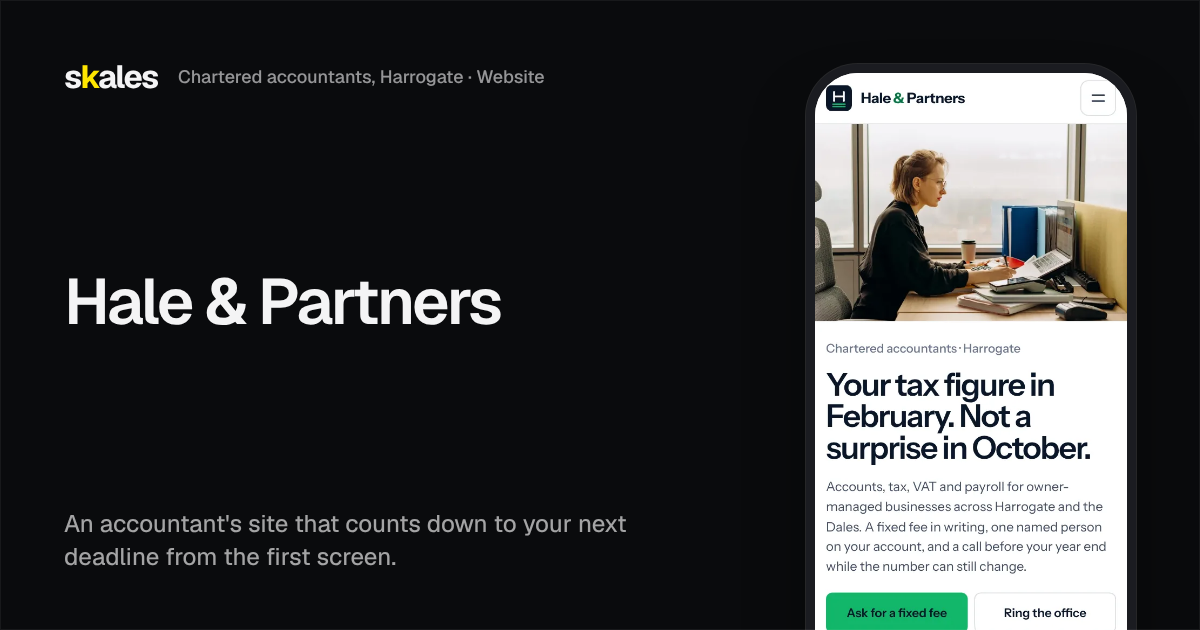 skales
Chartered accountants, Harrogate · Website
Hale & Partners
An accountant's site that counts down to your next
deadline from the first screen.
H
Hale & Partners
Chartered accountants · Harrogate
Your tax figure in
February. Not a
surprise in October.
Accounts, tax, VAT and payroll for owner-
managed businesses across Harrogate and the
Dales. A fixed fee in writing, one named person
on your account, and a call before your year end
while the number can still change.
Ask for a fixed fee
Ring the office